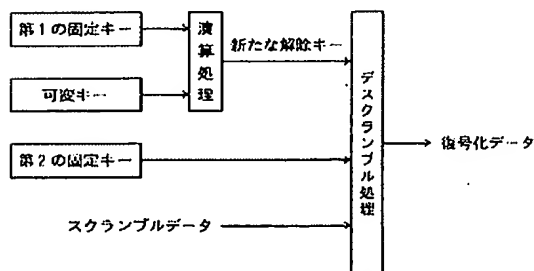 第1の固定キー
可変キー
演算処理
新たな解除キー
第2の固定キー
スクランブルデータ
デスクランブル処理
復号化データ